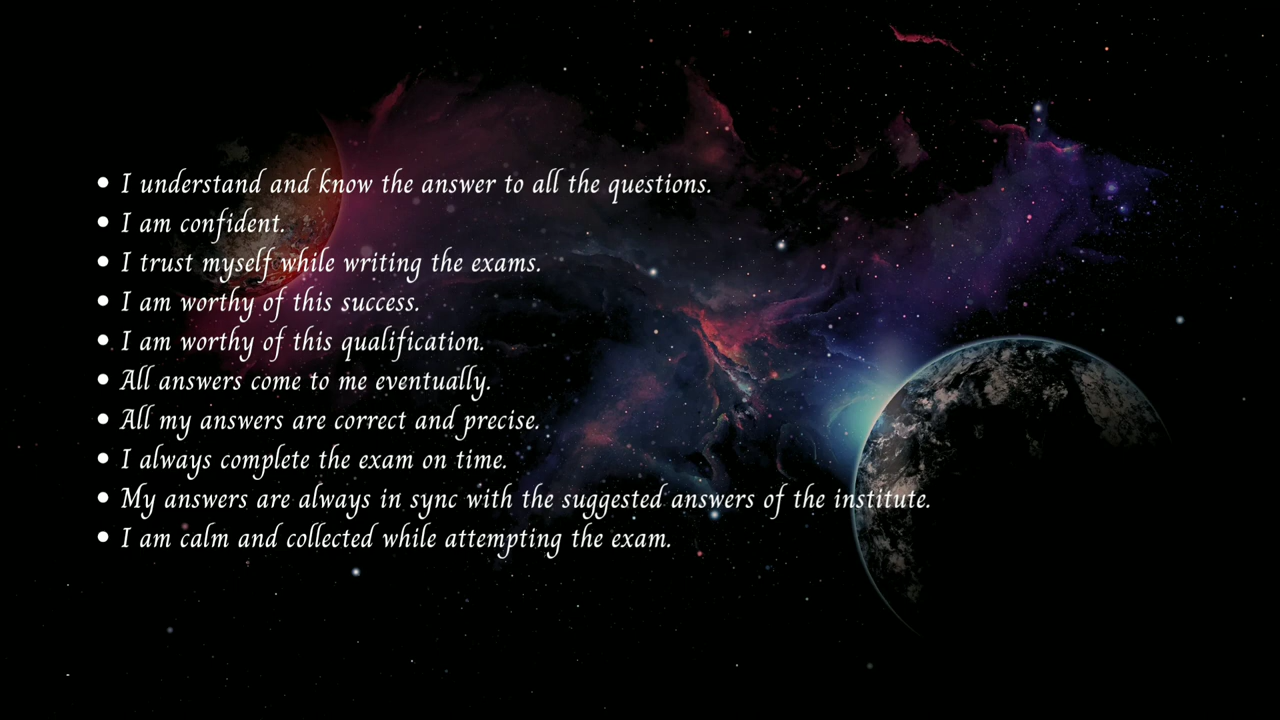 • I understand and know the answer to all the questions.
• I am confident.
• I trust myself while writing the exams.
• I am worthy of this success.
• I am worthy of this qualification.
• All answers come to me eventually.
• All my answers are correct and precise.
• I always complete the exam on time.
• My answers are always in sync with the suggested answers of the institute.
• I am calm and collected while attempting the exam.